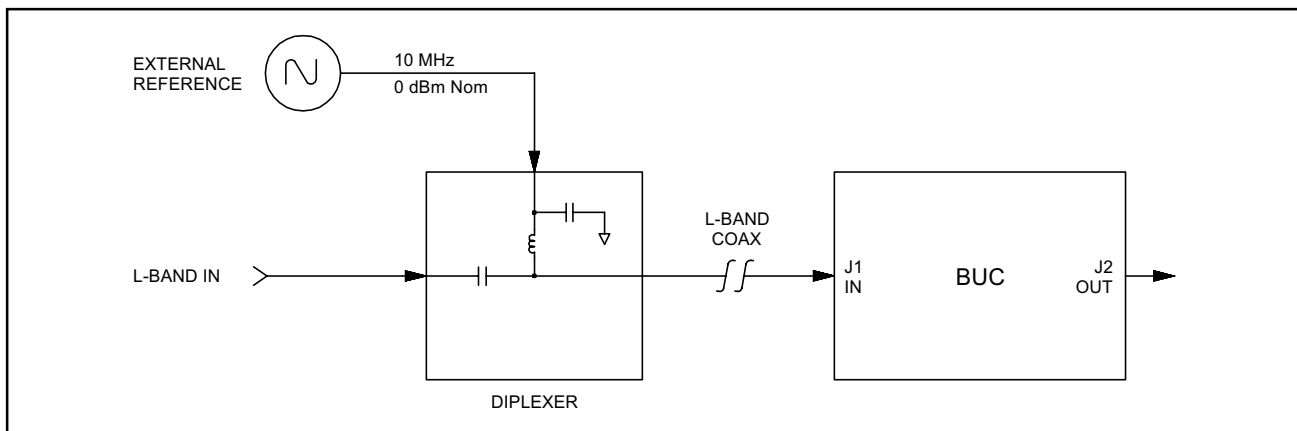 EXTERNAL
REFERENCE
10 MHz
0 dBm Nom
L-BAND IN
DIPLEXER
L-BAND
COAX
J1
IN
BUC
J2
OUT